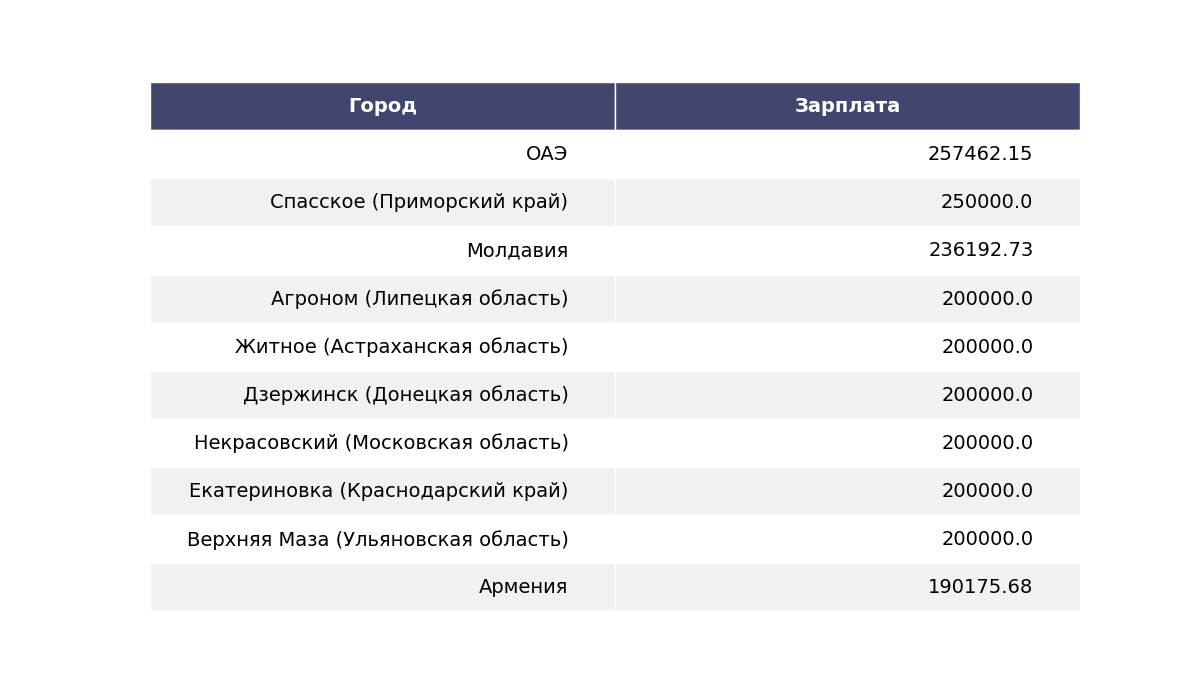 Город Зарплата
ОАЭ 257462.15
Спасское (Приморский край) 250000.0
Молдавия 236192.73
Агроном (Липецкая область) 200000.0
Житное (Астраханская область) 200000.0
Дзержинск (Донецкая область) 200000.0
Некрасовский (Московская область) 200000.0
Екатериновка (Краснодарский край) 200000.0
Верхняя Маза (Ульяновская область) 200000.0
Армения 190175.68